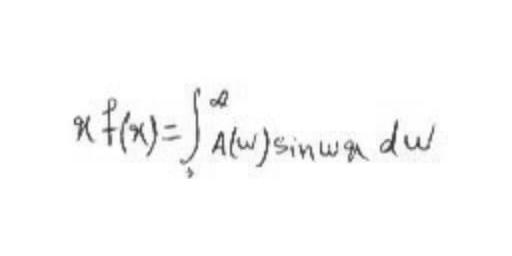 x f(x) = ∫₀^∞ A(w) sin wx dw